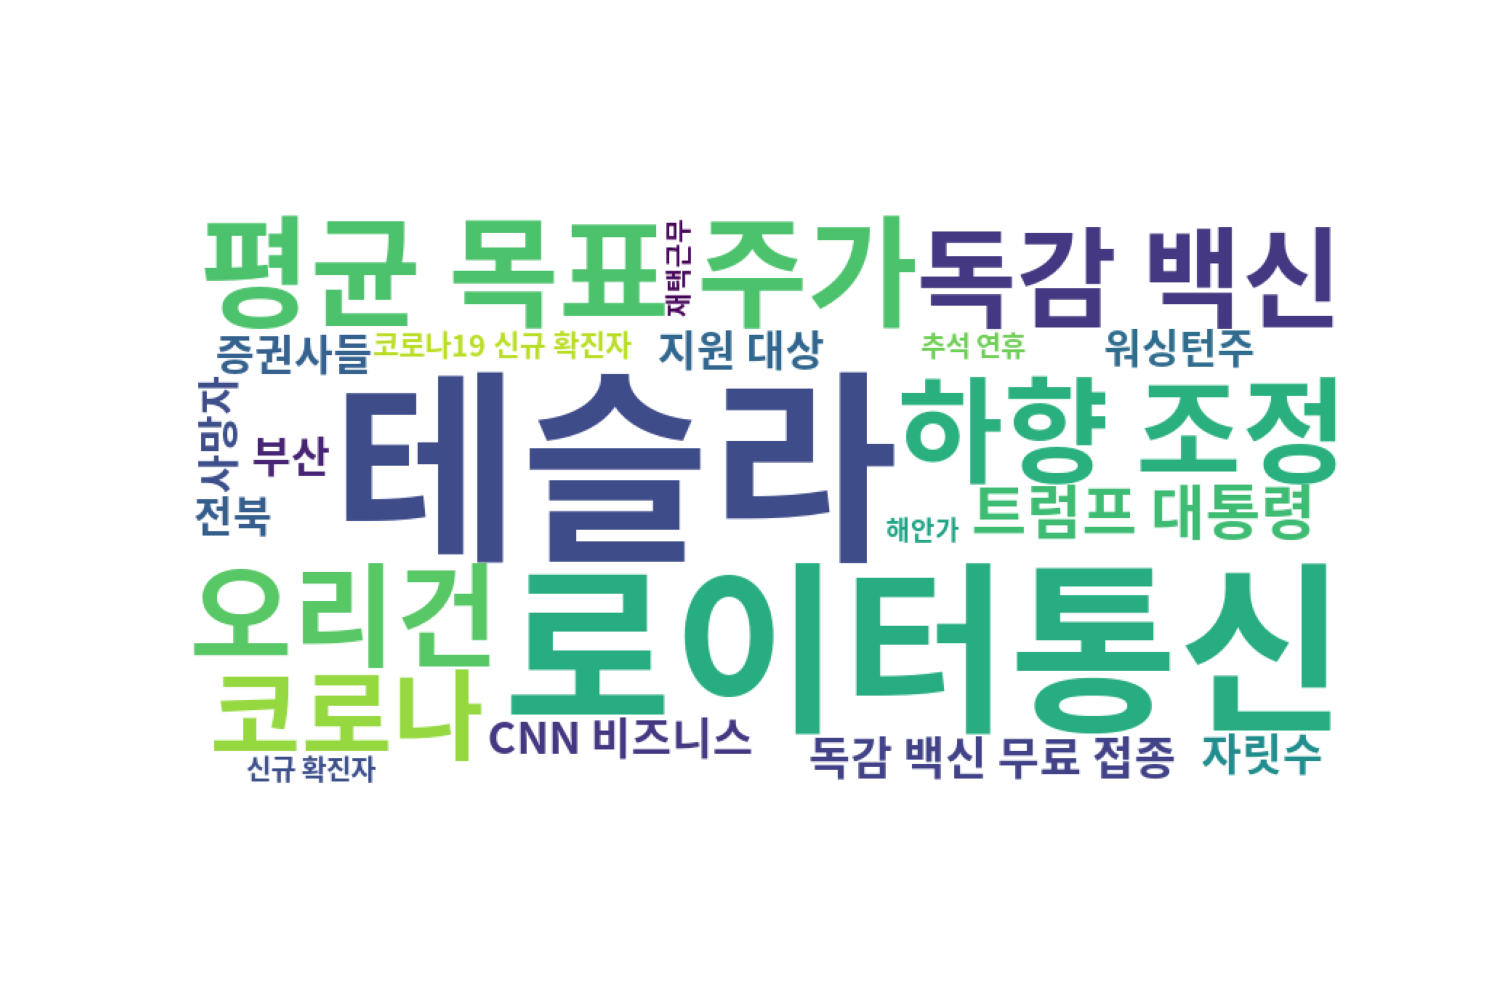 평균 목표주가
재택근무
독감 백신
증권사들
코로나19 신규 확진자
지원 대상
추석 연휴
워싱턴주
사망자
부산
전북
테슬라
하향 조정
트럼프 대통령
해안가
오리건
로이터통신
코로나
신규 확진자
CNN 비즈니스
독감 백신 무료 접종
자릿수